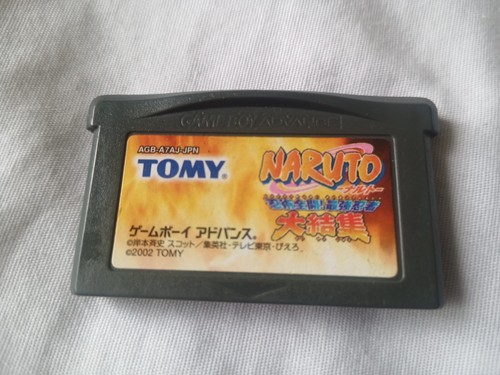 GAME BOY ADVANCE
AGB-A7AJ-JPN
TOMY
NARUTO
-ナルト-
大結集
ゲームボーイ アドバンス
©岸本斉史 スコット／集英社・テレビ東京・ぴえろ
©2002 TOMY